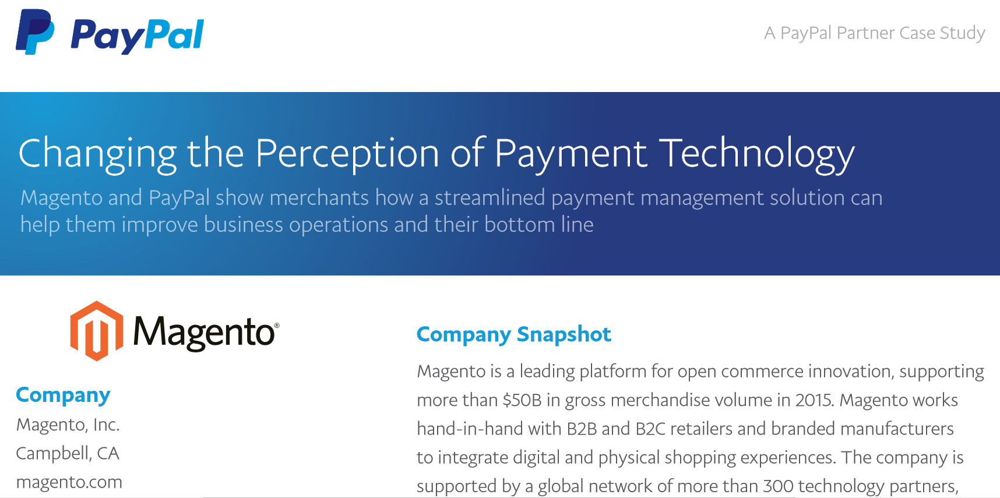 PayPal
A PayPal Partner Case Study
Changing the Perception of Payment Technology
Magento and PayPal show merchants how a streamlined payment management solution can
help them improve business operations and their bottom line
Magento®
Company
Magento, Inc.
Campbell, CA
magento.com
Company Snapshot
Magento is a leading platform for open commerce innovation, supporting
more than $50B in gross merchandise volume in 2015. Magento works
hand-in-hand with B2B and B2C retailers and branded manufacturers
to integrate digital and physical shopping experiences. The company is
supported by a global network of more than 300 technology partners,